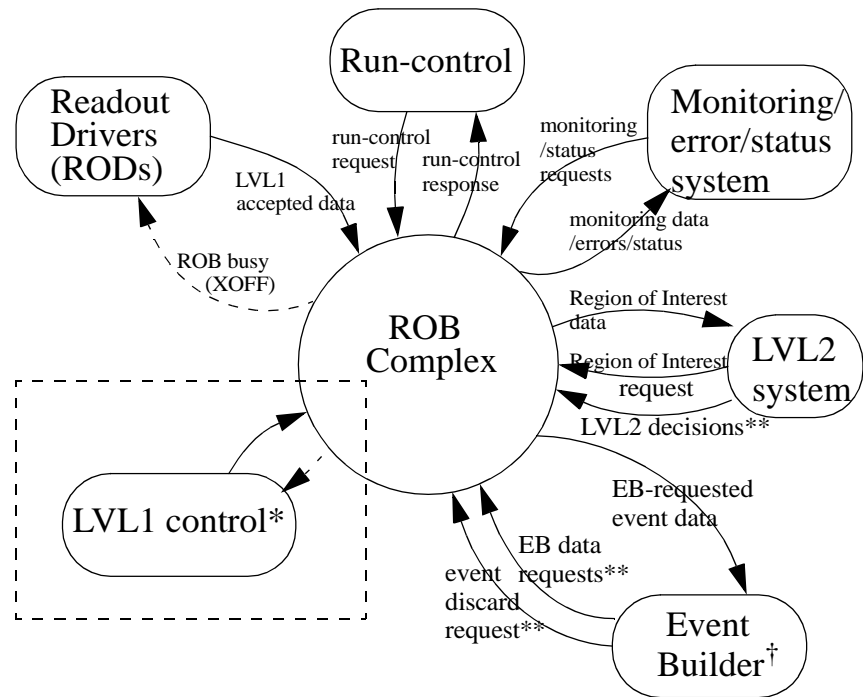 Run-control
Readout
Drivers
(RODs)
Monitoring/
error/status
system
run-control
request
run-control
response
monitoring
/status
requests
LVL1
accepted data
monitoring data
/errors/status
ROB busy
(XOFF)
ROB
Complex
Region of Interest
data
Region of Interest
request
LVL2
system
LVL2 decisions**
LVL1 control*
EB-requested
event data
EB data
requests**
event
discard
request**
Event
Builder†